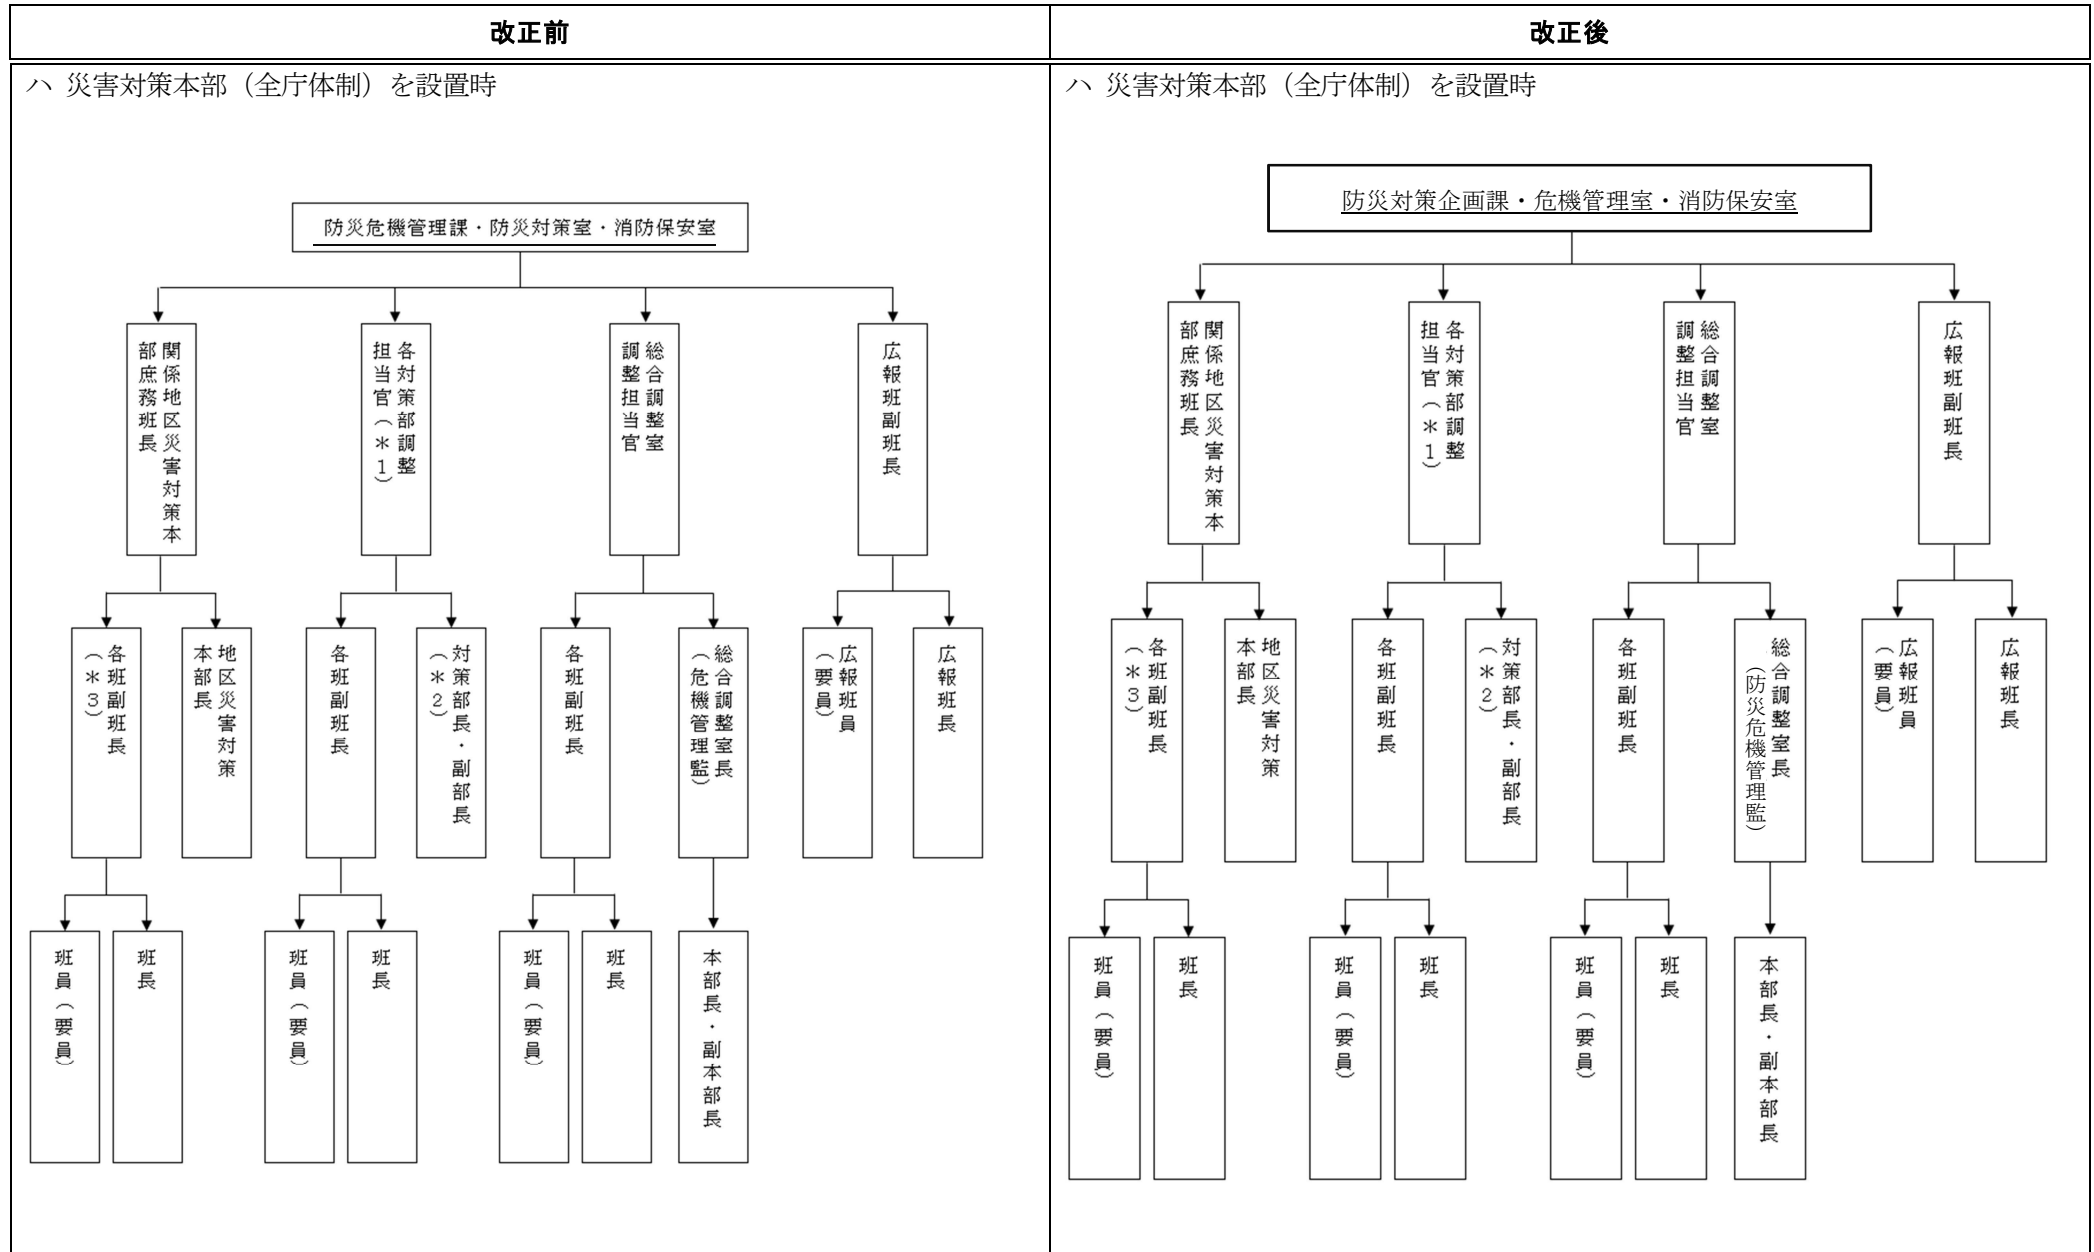 改正前
ハ 災害対策本部（全庁体制）を設置時
防災危機管理課・防災対策室・消防保安室
関係地区災害対策本
部庶務班長
各対策部調整
担当官（＊1）
総合調整室
調整担当官
広報班副班長
各班副班長
（＊3）
地区災害対策
本部長
各班副班長
対策部長・副部長
（＊2）
各班副班長
総合調整室長
（危機管理監）
広報班員
（要員）
広報班長
班員（要員）
班長
班員（要員）
班長
班員（要員）
班長
本部長・副本部長
改正後
ハ 災害対策本部（全庁体制）を設置時
防災対策企画課・危機管理室・消防保安室
関係地区災害対策本
部庶務班長
各対策部調整
担当官（＊1）
総合調整室
調整担当官
広報班副班長
各班副班長
（＊3）
地区災害対策
本部長
各班副班長
対策部長・副部長
（＊2）
各班副班長
総合調整室長
（防災危機管理監）
広報班員
（要員）
広報班長
班員（要員）
班長
班員（要員）
班長
班員（要員）
班長
本部長・副本部長